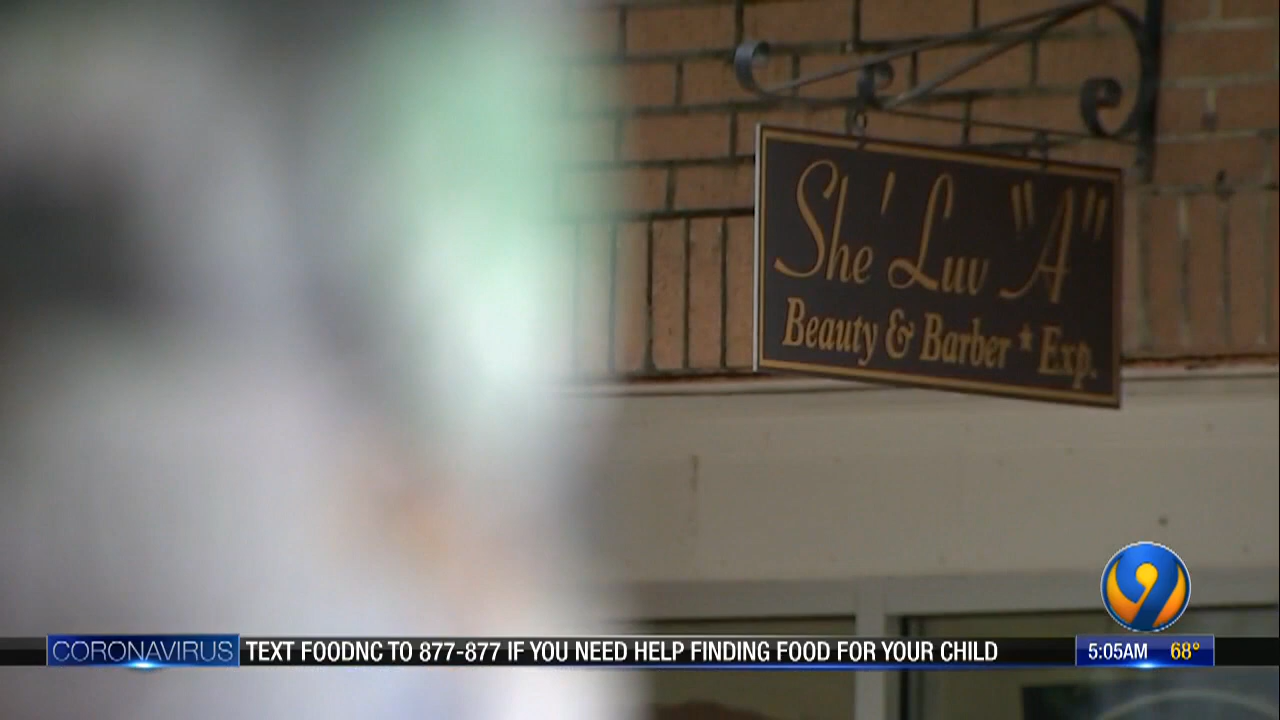 She' Luv "A"
Beauty & Barber * Exp.
9
CORONAVIRUS TEXT FOODNC TO 877-877 IF YOU NEED HELP FINDING FOOD FOR YOUR CHILD 5:05AM 68°